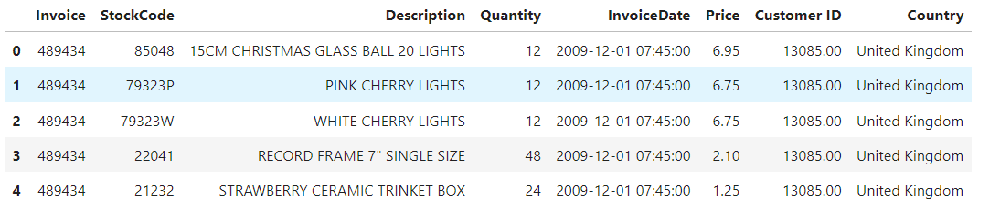 Invoice StockCode Description Quantity InvoiceDate Price Customer ID Country
0 489434 85048 15CM CHRISTMAS GLASS BALL 20 LIGHTS 12 2009-12-01 07:45:00 6.95 13085.00 United Kingdom
1 489434 79323P PINK CHERRY LIGHTS 12 2009-12-01 07:45:00 6.75 13085.00 United Kingdom
2 489434 79323W WHITE CHERRY LIGHTS 12 2009-12-01 07:45:00 6.75 13085.00 United Kingdom
3 489434 22041 RECORD FRAME 7" SINGLE SIZE 48 2009-12-01 07:45:00 2.10 13085.00 United Kingdom
4 489434 21232 STRAWBERRY CERAMIC TRINKET BOX 24 2009-12-01 07:45:00 1.25 13085.00 United Kingdom